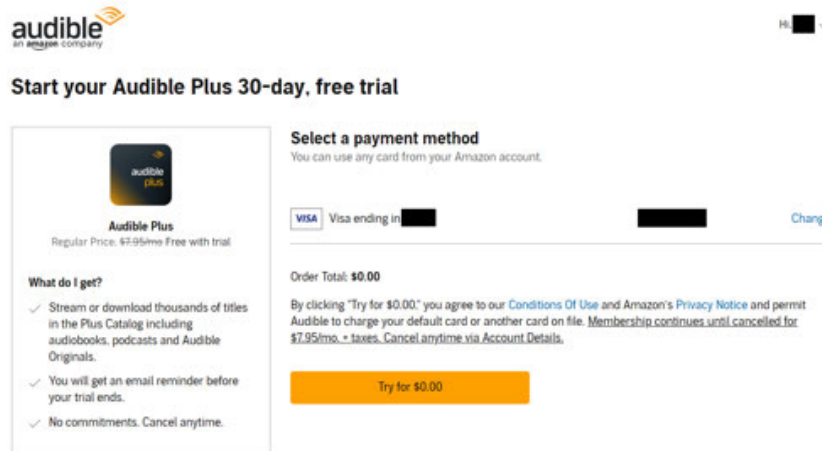 audible
an amazon company
Hi,
Start your Audible Plus 30-day, free trial
audible
plus
Audible Plus
Regular Price. $7.95/mo Free with trial
What do I get?
Stream or download thousands of titles
in the Plus Catalog including
audiobooks, podcasts and Audible
Originals.
You will get an email reminder before
your trial ends.
No commitments. Cancel anytime.
Select a payment method
You can use any card from your Amazon account.
VISA Visa ending in
Chang
Order Total: $0.00
By clicking "Try for $0.00," you agree to our Conditions Of Use and Amazon's Privacy Notice and permit
Audible to charge your default card or another card on file. Membership continues until cancelled for
$7.95/mo. + taxes. Cancel anytime via Account Details.
Try for $0.00